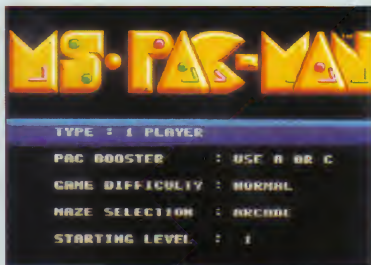 MS. PAC-MAN
TYPE : 1 PLAYER
PAC BOOSTER : USE A OR C
GAME DIFFICULTY : NORMAL
MAZE SELECTION : ARCADE
STARTING LEVEL : 1